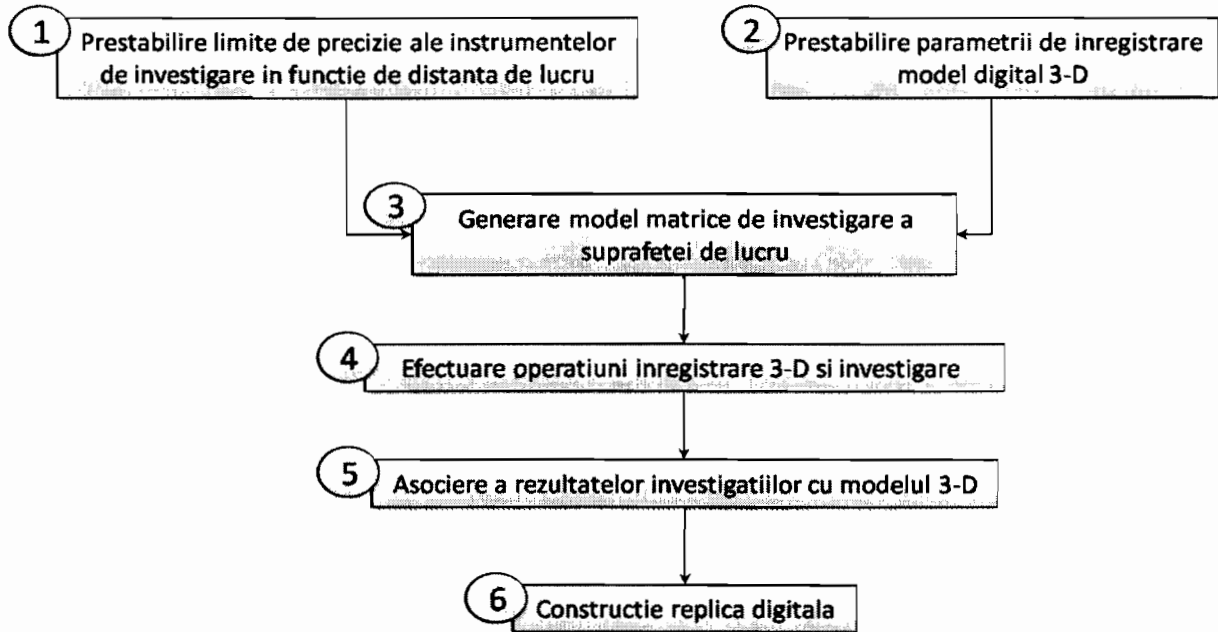 1
Prestabilire limite de precizie ale instrumentelor
de investigare in functie de distanta de lucru
2
Prestabilire parametrii de inregistrare
model digital 3-D
3
Generare model matrice de investigare a
suprafetei de lucru
4
Efectuare operatiuni inregistrare 3-D si investigare
5
Asociere a rezultatelor investigatiilor cu modelul 3-D
6
Constructie replica digitala